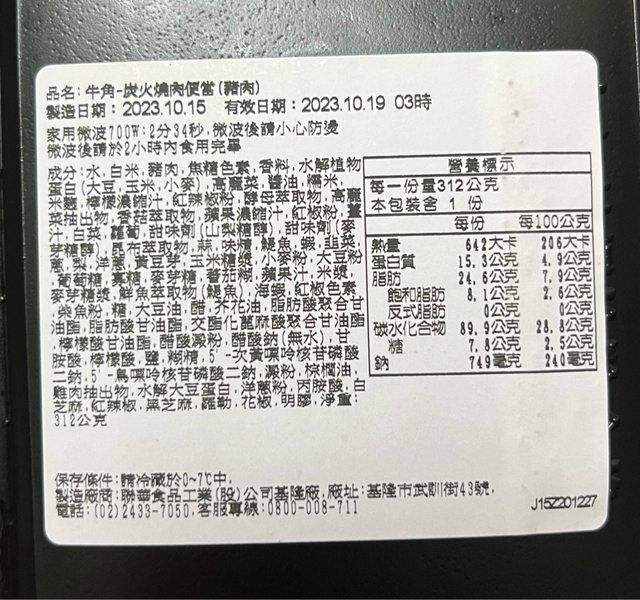 品名:牛角-炭火燒肉便當(豬肉)
製造日期:2023.10.15 有效日期:2023.10.19 03時
家用微波700W:2分34秒,微波後請小心防燙
微波後請於2小時內食用完畢
成分:水,白米,豬肉,焦糖色素,香料,水解植物
蛋白(大豆,玉米,小麥),高麗菜,醬油,糯米,
米麴,檸檬濃縮汁,紅辣椒粉,酵母萃取物,高麗
菜抽出物,香菇萃取物,蘋果濃縮汁,紅椒粉,薑
汁,白菜,蘿蔔,甜味劑(山梨糖醇),甜味劑(麥
芽糖醇),昆布萃取物,蒜,味精,鯷魚,蝦,韭菜,
蔥,梨,洋蔥,黃豆芽,玉米糖漿,小麥粉,大豆粉
,葡萄糖,寡糖,麥芽糖,蕃茄糊,蘋果汁,米漿,
麥芽糖漿,鮮魚萃取物(鯷魚),海蝦,紅椒色素
,柴魚粉,糖,大豆油,醋,芥花油,脂肪酸聚合甘
油酯,脂肪酸甘油酯,交酯化蓖麻酸聚合甘油酯
,檸檬酸甘油酯,醋酸澱粉,醋酸鈉(無水),甘
胺酸,檸檬酸,鹽,糊精,5'-次黃嘌呤核苷磷酸
二鈉,5'-鳥嘌呤核苷磷酸二鈉,澱粉,棕櫚油,
雞肉抽出物,水解大豆蛋白,洋蔥粉,丙胺酸,白
芝麻,紅辣椒,黑芝麻,羅勒,花椒,明膠,淨重:
312公克
營養標示
每一份量312公克
本包裝含 1 份
每份 每100公克
熱量 642大卡 206大卡
蛋白質 15.3公克 4.9公克
脂肪 24.6公克 7.9公克
飽和脂肪 8.1公克 2.6公克
反式脂肪 0公克 0公克
碳水化合物 89.9公克 28.8公克
糖 7.8公克 2.5公克
鈉 749毫克 240毫克
保存條件:請冷藏於0~7℃中,
製造廠商:聯華食品工業(股)公司基隆廠,廠址:基隆市武訓街43號,
電話:(02)2433-7050,客服專線:0800-008-711
J15Z201227